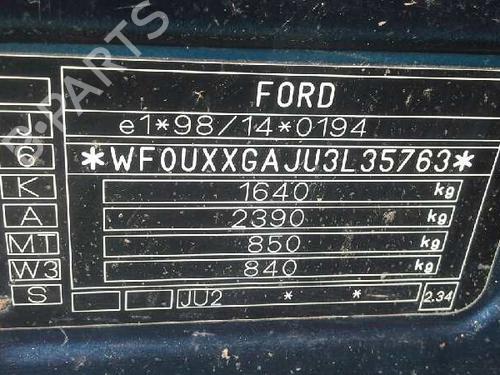 FORD
J e1*98/14*0194
6 *WF0UXXGAJU3L35763*
K 1640 kg
A 2390 kg
MT 850 kg
W3 840 kg
S JU2 * * 2.34
B-PARTS